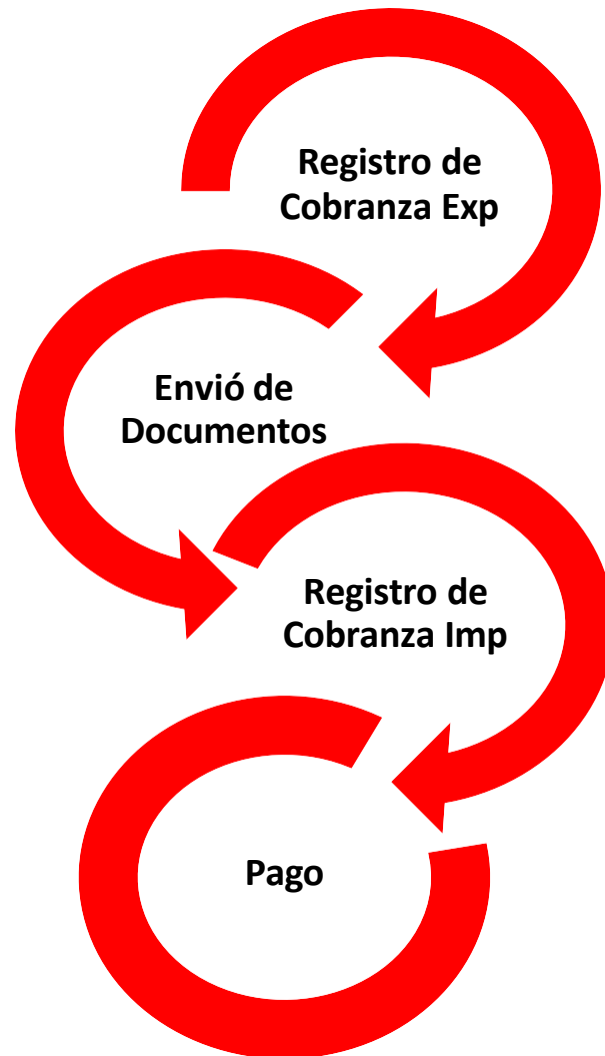 Registro de
Cobranza Exp
Envió de
Documentos
Registro de
Cobranza Imp
Pago